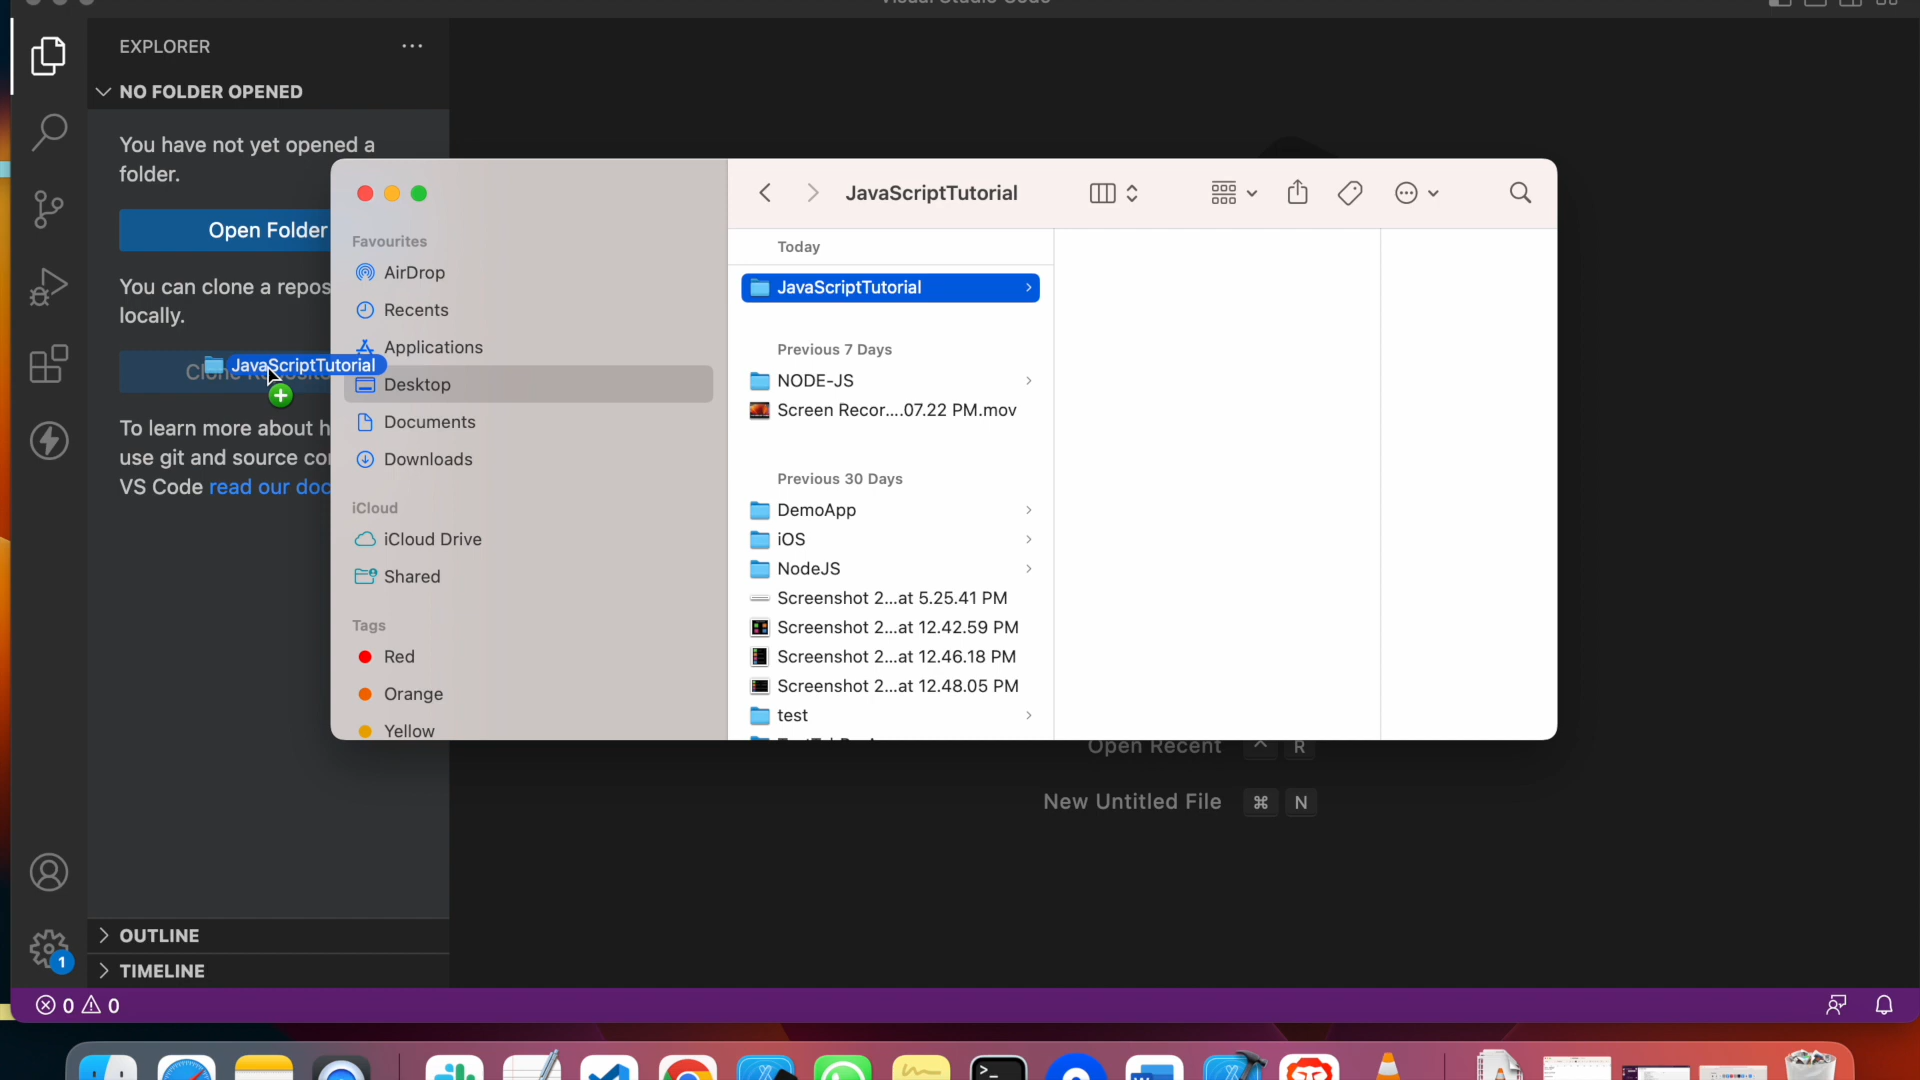 EXPLORER
NO FOLDER OPENED
You have not yet opened a
folder.
Open Folder
You can clone a repos
locally.
JavaScriptTutorial
To learn more about h
use git and source co
VS Code read our doc
OUTLINE
TIMELINE
0 0
1
JavaScriptTutorial
Favourites
AirDrop
Recents
Applications
Desktop
Documents
Downloads
iCloud
iCloud Drive
Shared
Tags
Red
Orange
Yellow
Today
JavaScriptTutorial
Previous 7 Days
NODE-JS
Screen Recor....07.22 PM.mov
Previous 30 Days
DemoApp
iOS
NodeJS
Screenshot 2...at 5.25.41 PM
Screenshot 2...at 12.42.59 PM
Screenshot 2...at 12.46.18 PM
Screenshot 2...at 12.48.05 PM
test
Open Recent ^ R
New Untitled File ⌘ N